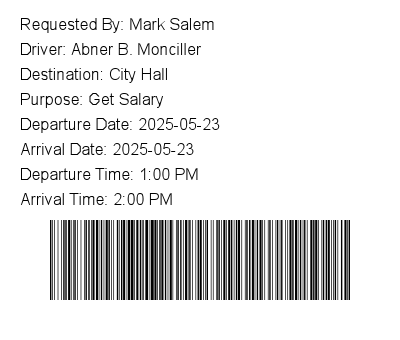 Requested By: Mark Salem
Driver: Abner B. Monciller
Destination: City Hall
Purpose: Get Salary
Departure Date: 2025-05-23
Arrival Date: 2025-05-23
Departure Time: 1:00 PM
Arrival Time: 2:00 PM